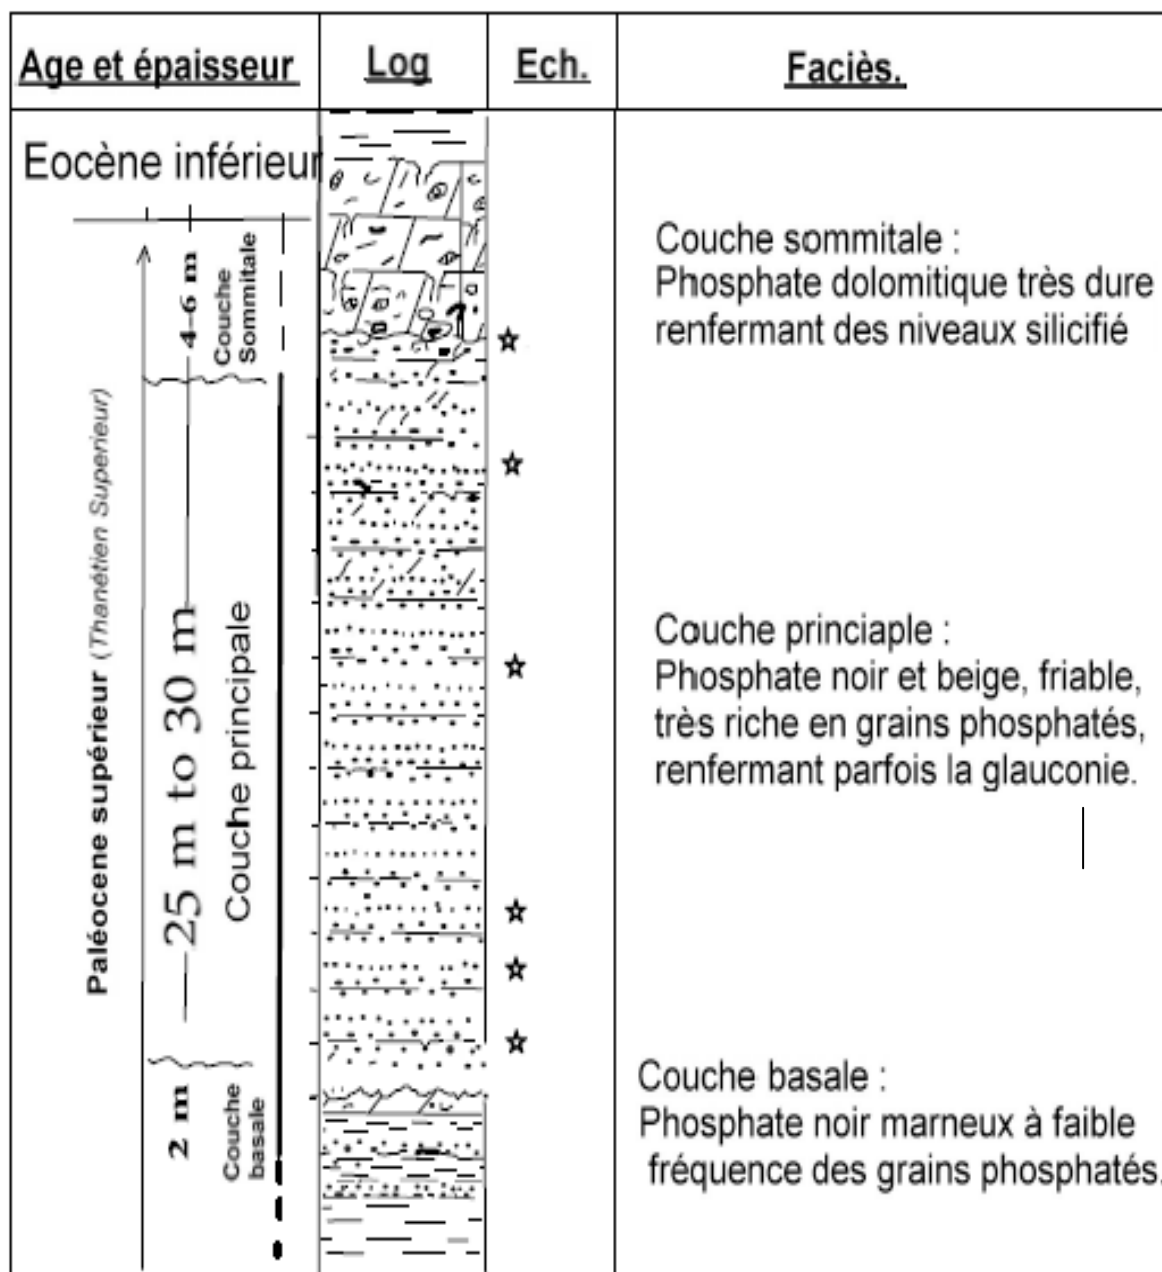 Age et épaisseur
Log
Ech.
Faciès.
Eocène inférieur
Paléocene supérieur (Thanétien Superieur)
4-6 m
Couche
Sommitale
Couche sommitale :
Phosphate dolomitique très dure
renfermant des niveaux silicifié
25 m to 30 m
Couche principale
Couche princiaple :
Phosphate noir et beige, friable,
très riche en grains phosphatés,
renfermant parfois la glauconie.
2 m
Couche
basale
Couche basale :
Phosphate noir marneux à faible
fréquence des grains phosphatés.